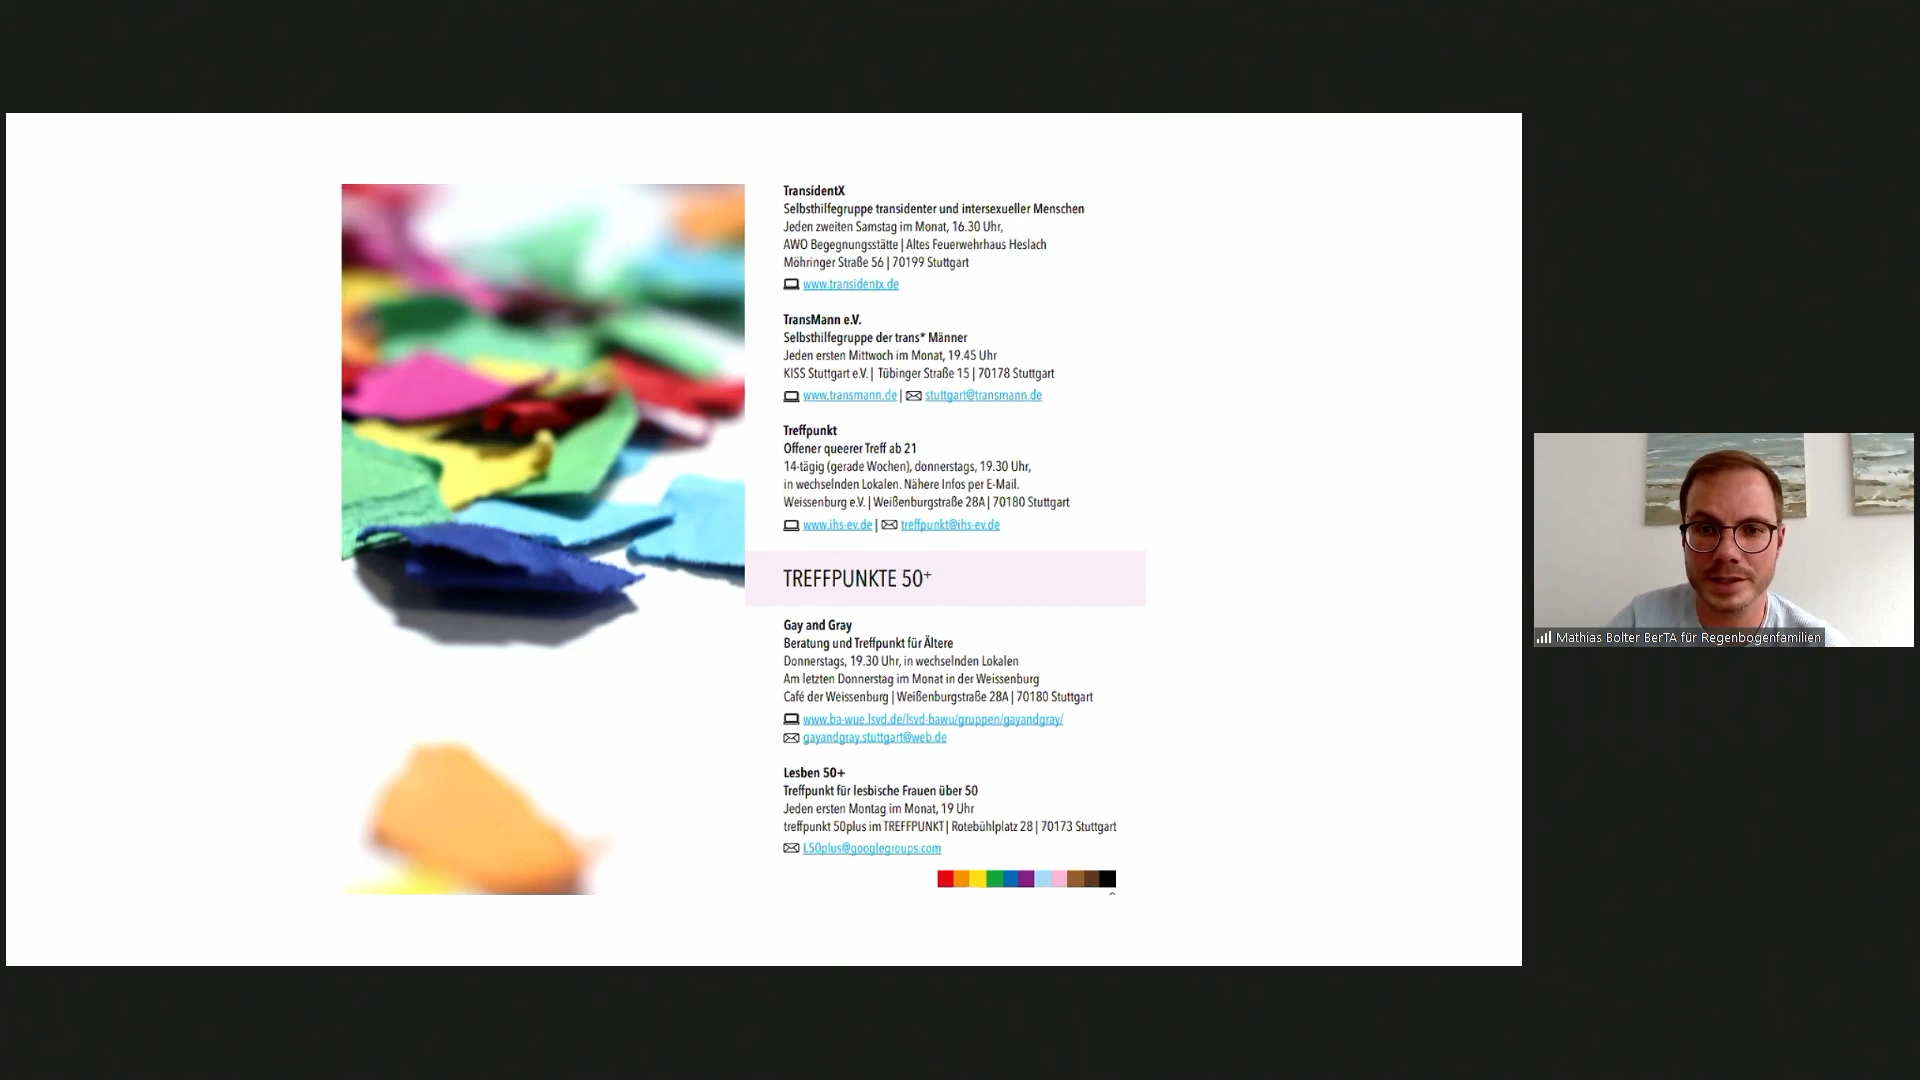 TransidentX
Selbsthilfegruppe transidenter und intersexueller Menschen
Jeden zweiten Samstag im Monat, 16.30 Uhr,
AWO Begegnungsstätte | Altes Feuerwehrhaus Heslach
Möhringer Straße 56 | 70199 Stuttgart
www.transidentx.de
TransMann e.V.
Selbsthilfegruppe der trans* Männer
Jeden ersten Mittwoch im Monat, 19.45 Uhr
KISS Stuttgart e.V. | Tübinger Straße 15 | 70178 Stuttgart
www.transmann.de | stuttgart@transmann.de
Treffpunkt
Offener queerer Treff ab 21
14-tägig (gerade Wochen), donnerstags, 19.30 Uhr,
in wechselnden Lokalen. Nähere Infos per E-Mail.
Weissenburg e.V. | Weißenburgstraße 28A | 70180 Stuttgart
www.ihs-ev.de | treffpunkt@ihs-ev.de
TREFFPUNKTE 50+
Gay and Gray
Beratung und Treffpunkt für Ältere
Donnerstags, 19.30 Uhr, in wechselnden Lokalen
Am letzten Donnerstag im Monat in der Weissenburg
Café der Weissenburg | Weißenburgstraße 28A | 70180 Stuttgart
www.ba-wue.lsvd.de/lsvd-bawu/gruppen/gayandgray/
gayandgray.stuttgart@web.de
Lesben 50+
Treffpunkt für lesbische Frauen über 50
Jeden ersten Montag im Monat, 19 Uhr
treffpunkt 50plus im TREFFPUNKT | Rotebühlplatz 28 | 70173 Stuttgart
L50plus@googlegroups.com
Mathias Bolter BerTA für Regenbogenfamilien